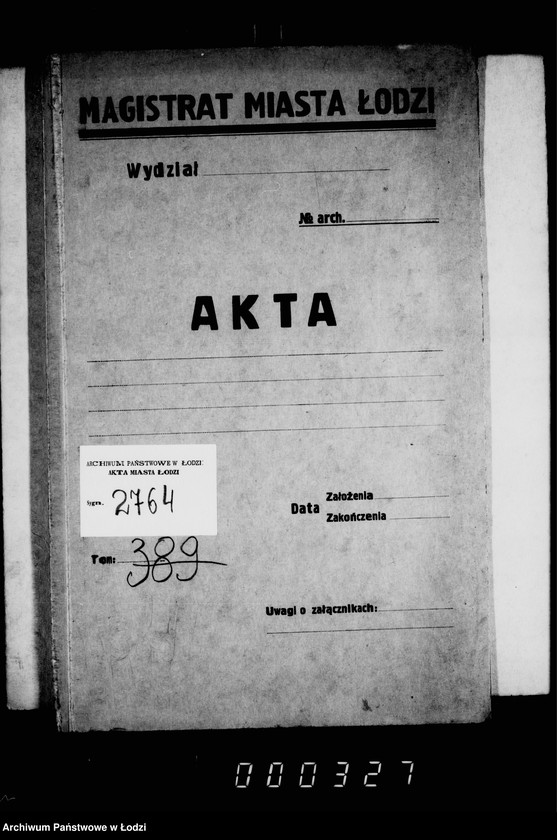 MAGISTRAT MIASTA ŁODZI
Wydział
№ arch.
AKTA
ARCHIWUM PAŃSTWOWE W ŁODZI
AKTA MIASTA ŁODZI
Sygn. 2764
Data Założenia
Zakończenia
Tom: 389
Uwagi o załącznikach:
000327
Archiwum Państwowe w Łodzi